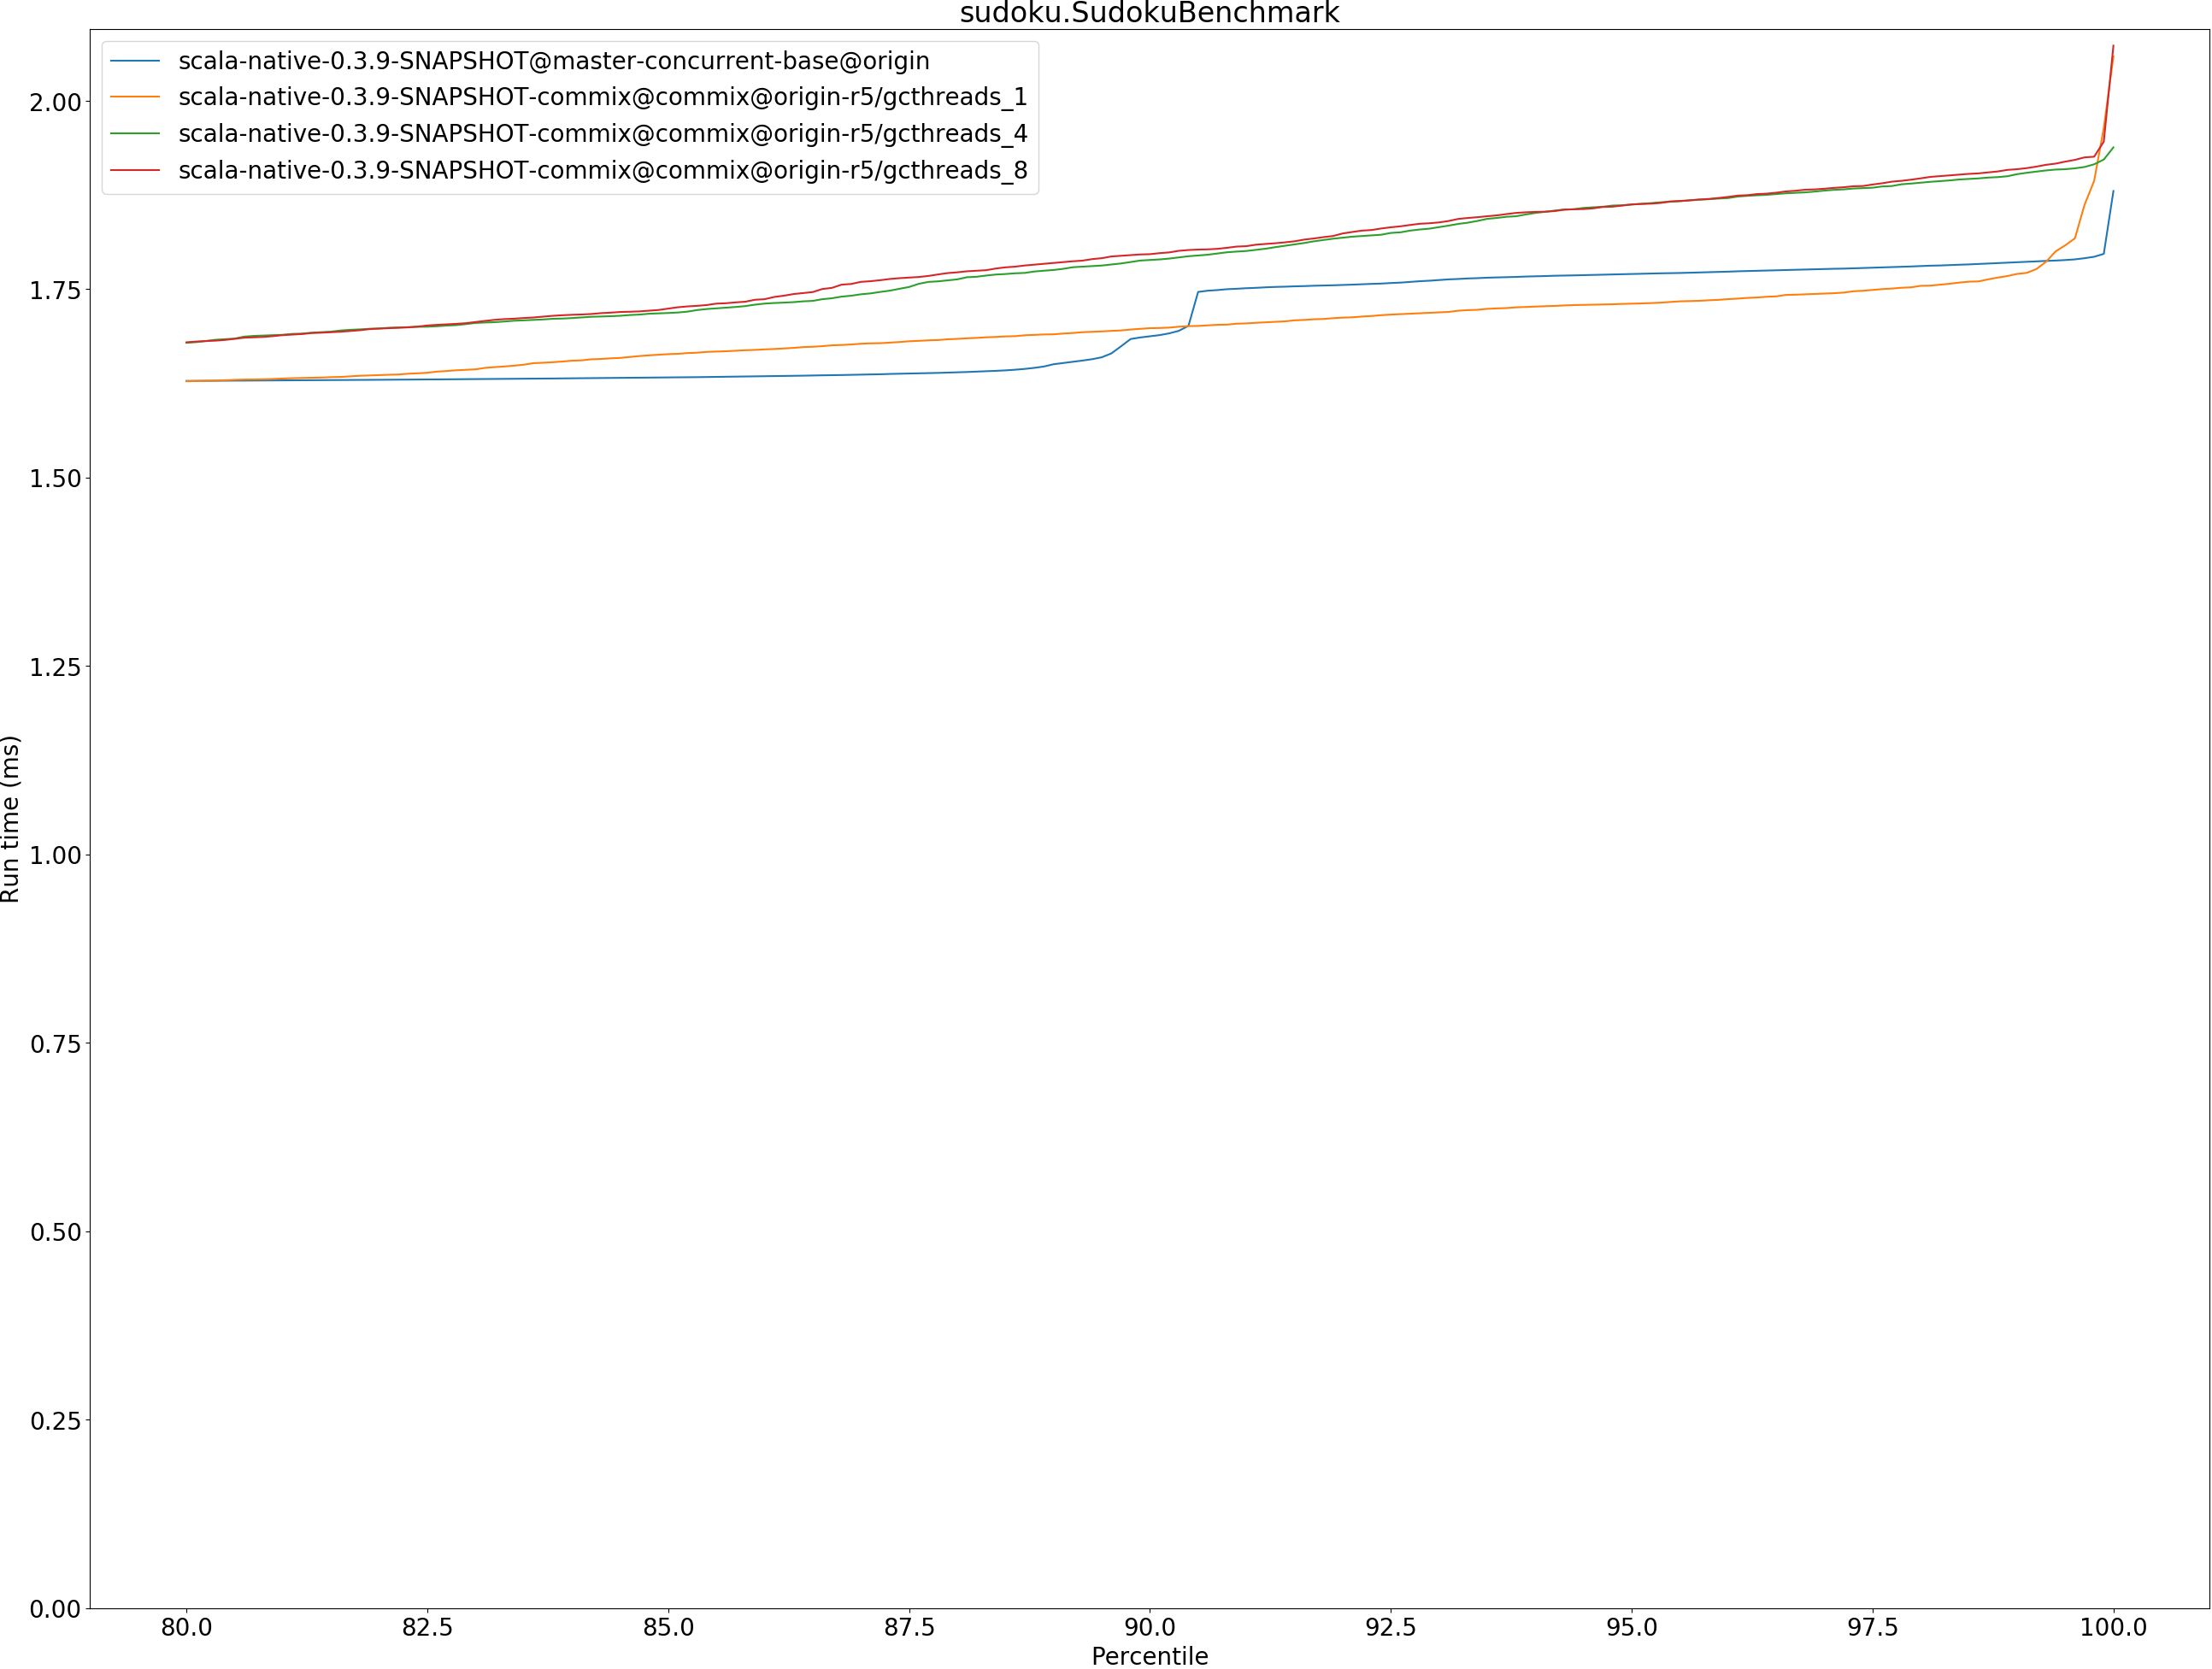 sudoku.SudokuBenchmark
scala-native-0.3.9-SNAPSHOT@master-concurrent-base@origin
scala-native-0.3.9-SNAPSHOT-commix@commix@origin-r5/gcthreads_1
scala-native-0.3.9-SNAPSHOT-commix@commix@origin-r5/gcthreads_4
scala-native-0.3.9-SNAPSHOT-commix@commix@origin-r5/gcthreads_8
2.00
1.75
1.50
1.25
1.00
0.75
0.50
0.25
0.00
Run time (ms)
80.0 82.5 85.0 87.5 90.0 92.5 95.0 97.5 100.0
Percentile